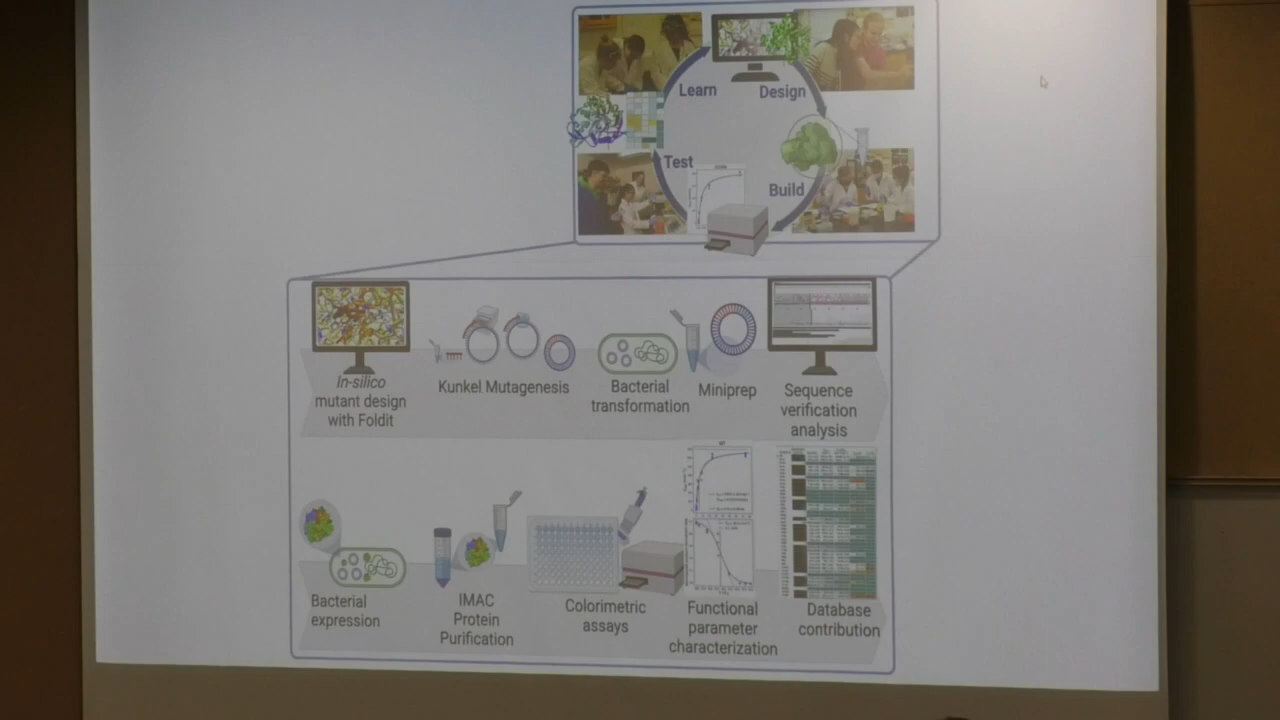 Learn
Design
Test
Build
In-silico
mutant design
with Foldit
Kunkel Mutagenesis
Bacterial
transformation
Miniprep
Sequence
verification
analysis
Bacterial
expression
IMAC
Protein
Purification
Colorimetric
assays
Functional
parameter
characterization
Database
contribution